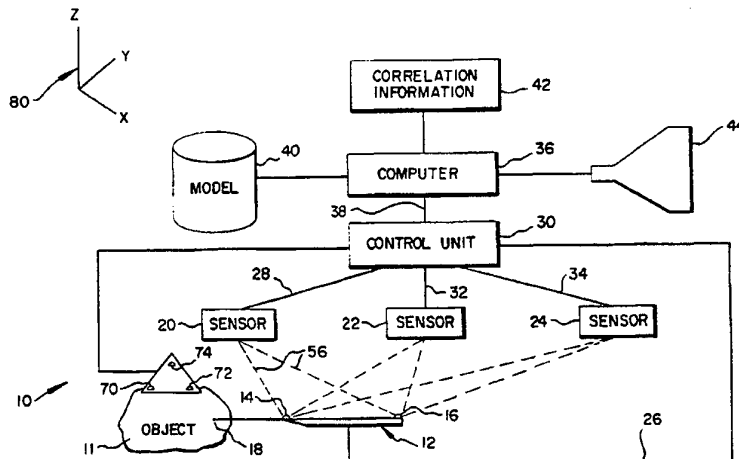 Z
Y
X
80
CORRELATION
INFORMATION
42
44
40
MODEL
COMPUTER
36
38
CONTROL UNIT
30
28
32
34
20
SENSOR
22
SENSOR
24
SENSOR
56
74
70
72
14
16
10
11
OBJECT
18
12
26